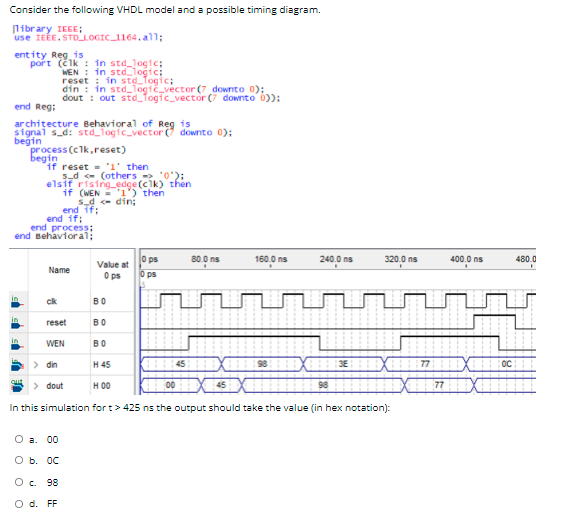 Consider the following VHDL model and a possible timing diagram.
library IEEE;
use IEEE.STD_LOGIC_1164.all;
entity Reg is
port (clk : in std_logic;
WEN : in std_logic;
reset : in std_logic;
din : in std_logic_vector(7 downto 0);
dout : out std_logic_vector(7 downto 0));
end Reg;
architecture Behavioral of Reg is
signal s_d: std_logic_vector(7 downto 0);
begin
process(clk,reset)
begin
if reset = '1' then
s_d <= (others => '0');
elsif rising_edge(clk) then
if (WEN = '1') then
s_d <= din;
end if;
end if;
end process;
end Behavioral;
Name Value at 0 ps 0 ps 80.0 ns 160.0 ns 240.0 ns 320.0 ns 400.0 ns 480.0
0 ps
in clk B 0
in reset B 0
in WEN B 0
in > din H 45 45 98 3E 77 0C
out > dout H 00 00 45 98 77
In this simulation for t > 425 ns the output should take the value (in hex notation):
a. 00
b. 0C
c. 98
d. FF